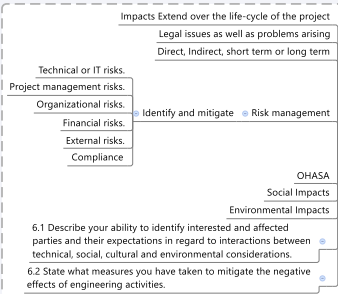 Impacts Extend over the life-cycle of the project
Legal issues as well as problems arising
Direct, Indirect, short term or long term
Technical or IT risks.
Project management risks.
Organizational risks.
Financial risks.
External risks.
Compliance
Identify and mitigate
Risk management
OHASA
Social Impacts
Environmental Impacts
6.1 Describe your ability to identify interested and affected
parties and their expectations in regard to interactions between
technical, social, cultural and environmental considerations.
6.2 State what measures you have taken to mitigate the negative
effects of engineering activities.